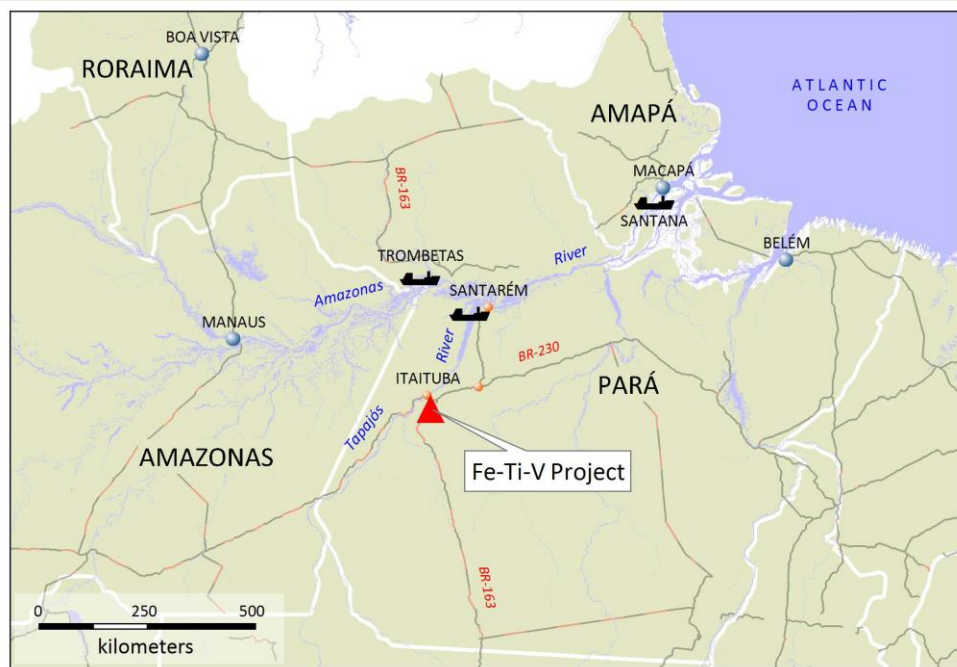 BOA VISTA
RORAIMA
ATLANTIC
OCEAN
AMAPÁ
BR-163
MACAPÁ
SANTANA
TROMBETAS
River
BELÉM
Amazonas
SANTARÉM
MANAUS
River
BR-230
ITAITUBA
PARÁ
Tapajós
AMAZONAS
Fe-Ti-V Project
BR-163
0 250 500
kilometers